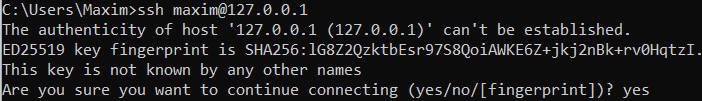 C:\Users\Maxim>ssh maxim@127.0.0.1
The authenticity of host '127.0.0.1 (127.0.0.1)' can't be established.
ED25519 key fingerprint is SHA256:lG8Z2QzktbEsr97S8QoiAWKE6Z+jkj2nBk+rv0HqtzI.
This key is not known by any other names
Are you sure you want to continue connecting (yes/no/[fingerprint])? yes